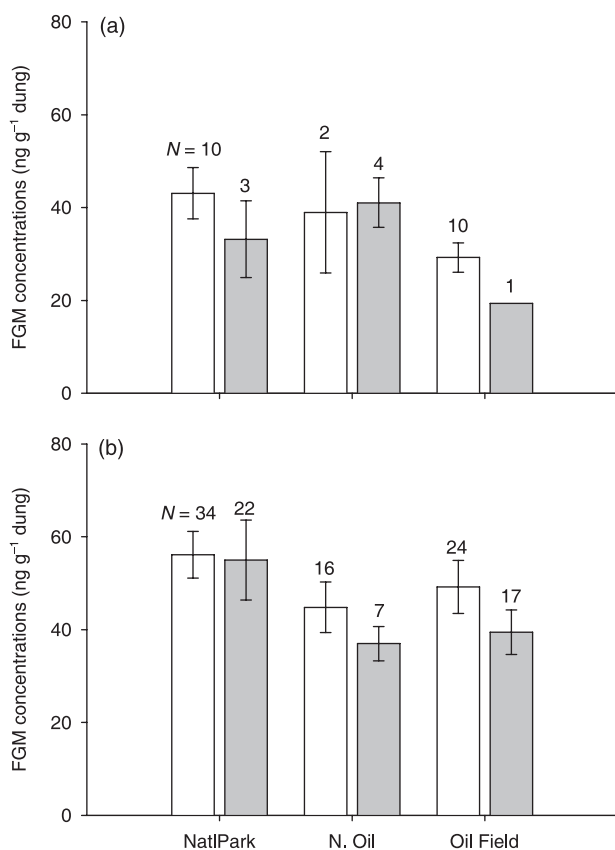 80
(a)
60
2
N = 10
4
3
10
40
1
20
0
FGM concentrations (ng g⁻¹ dung)
80
(b)
60
N = 34
22
24
16
17
7
40
20
0
FGM concentrations (ng g⁻¹ dung)
NatlPark N. Oil Oil Field